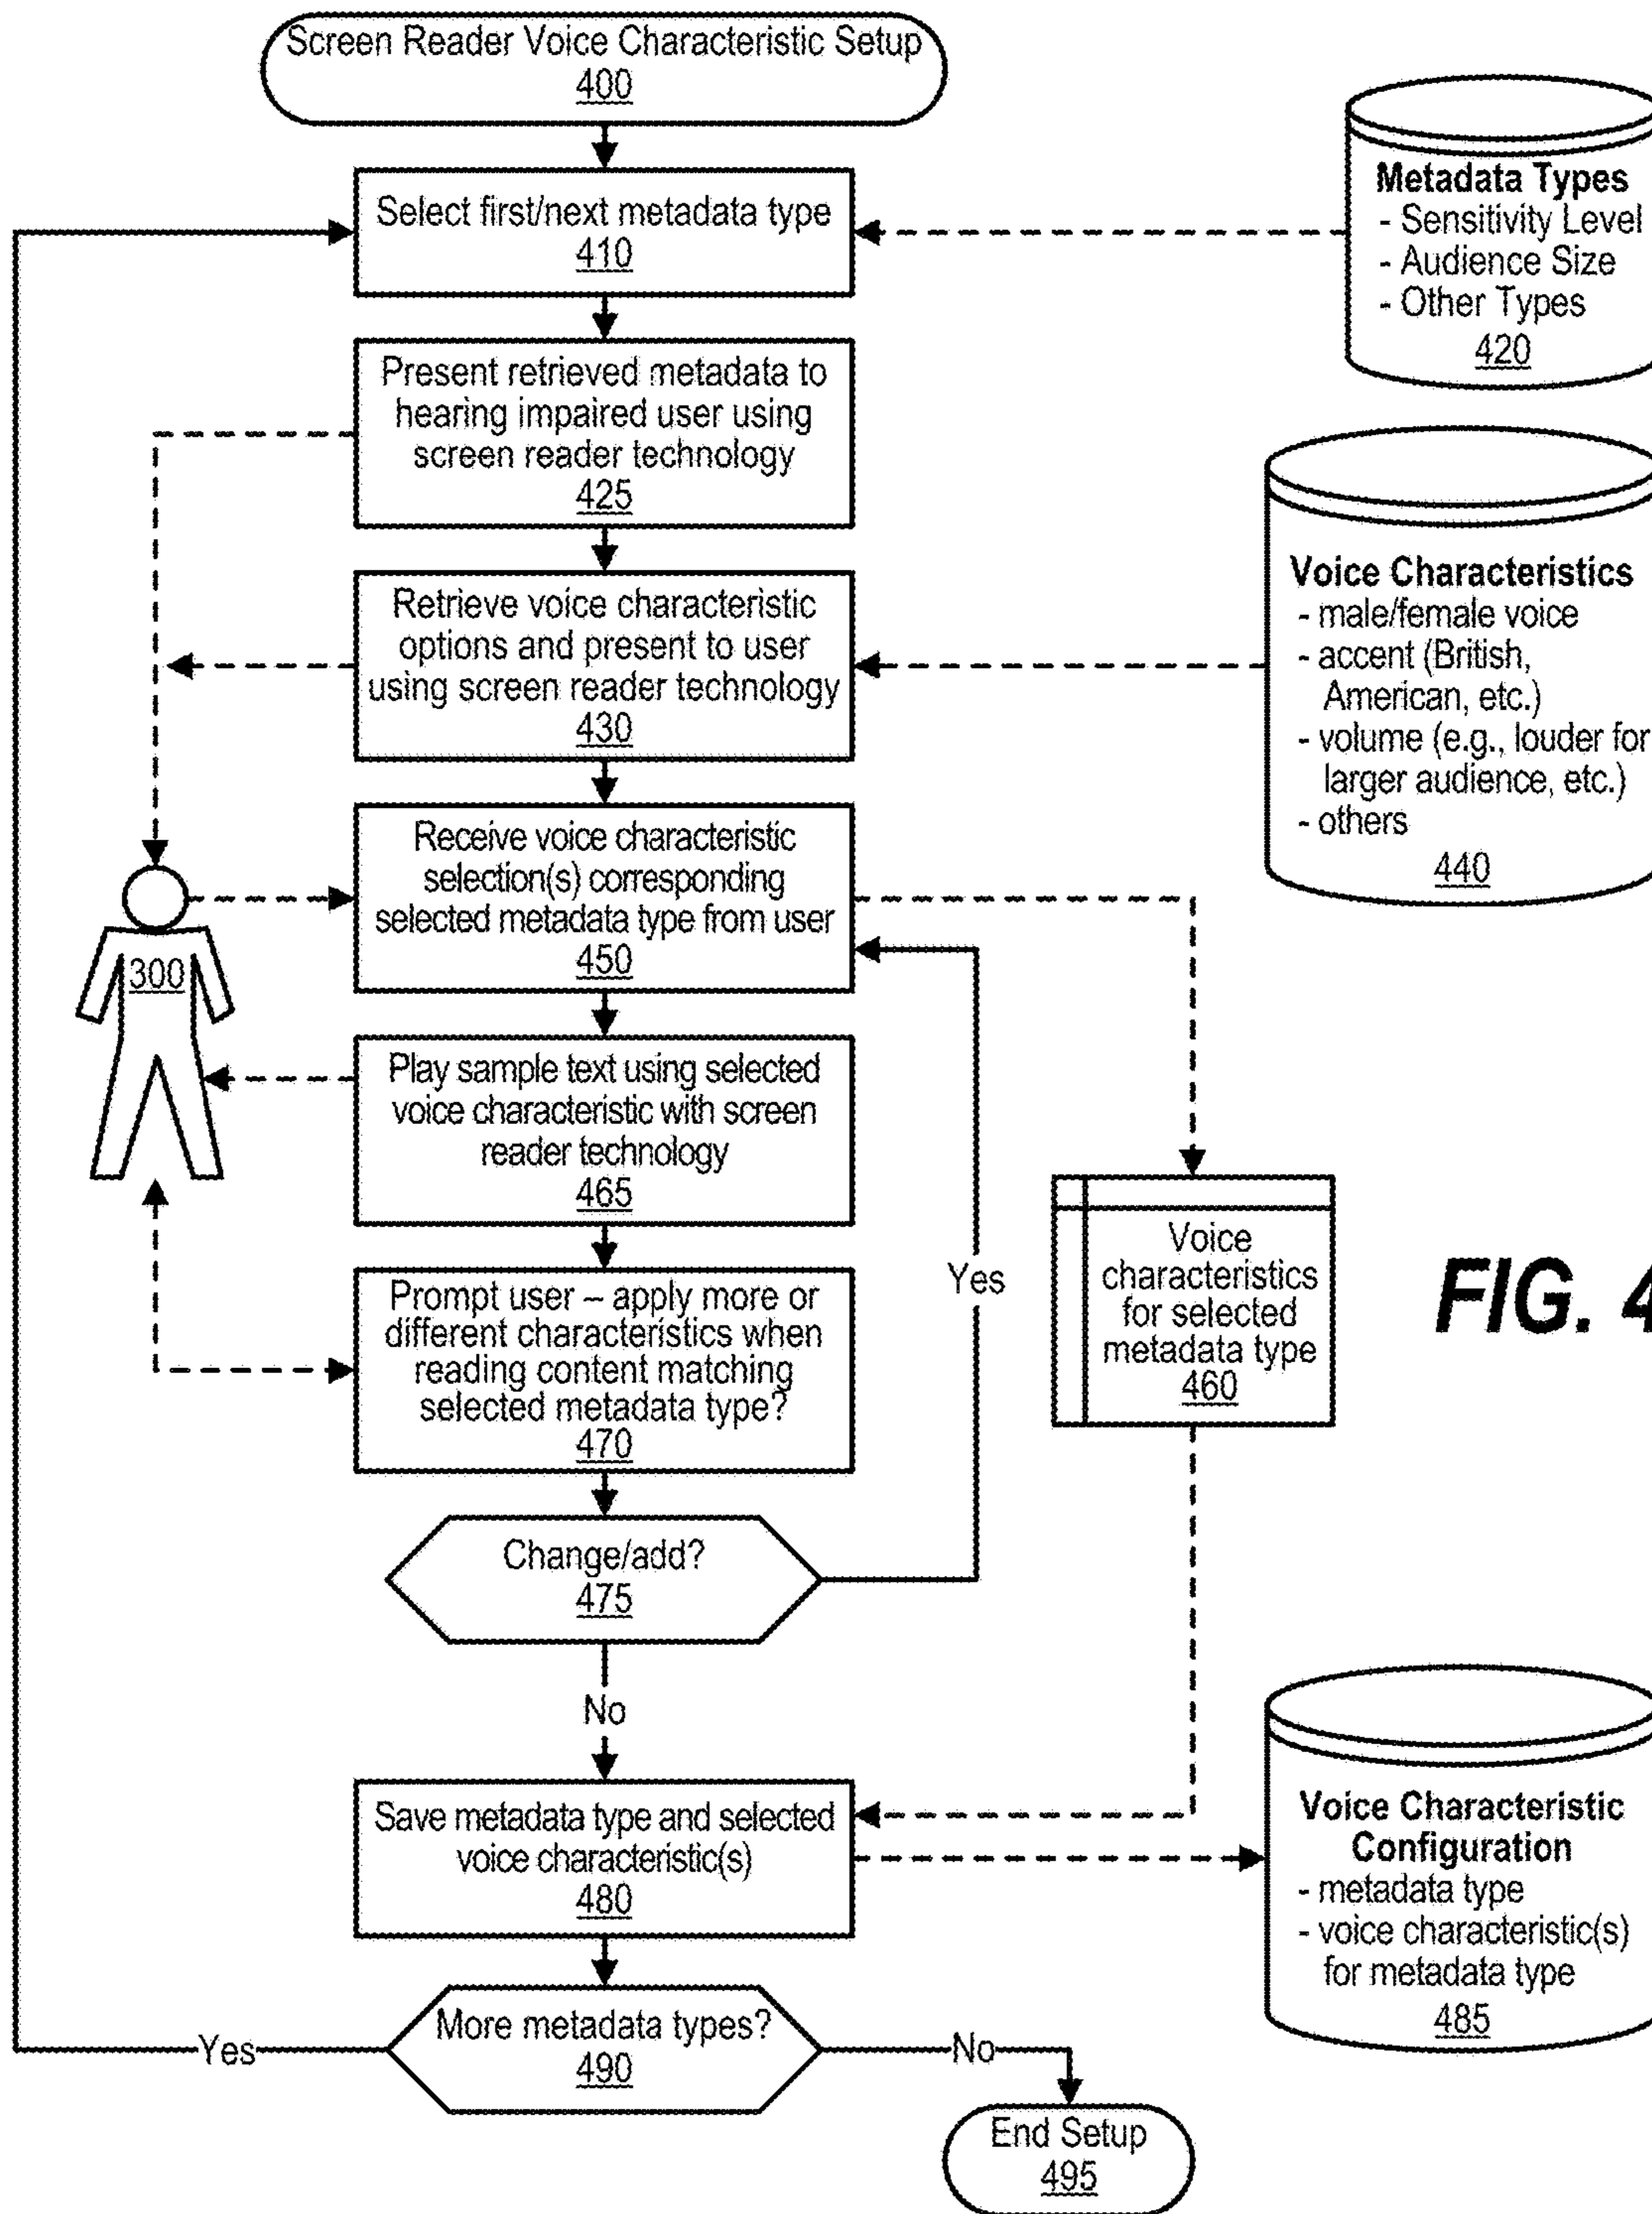 Screen Reader Voice Characteristic Setup
400
Select first/next metadata type
410
Metadata Types
- Sensitivity Level
- Audience Size
- Other Types
420
Present retrieved metadata to
hearing impaired user using
screen reader technology
425
Retrieve voice characteristic
options and present to user
using screen reader technology
430
Voice Characteristics
- male/female voice
- accent (British,
American, etc.)
- volume (e.g., louder for
larger audience, etc.)
- others
440
Receive voice characteristic
selection(s) corresponding
selected metadata type from user
450
300
Play sample text using selected
voice characteristic with screen
reader technology
465
Voice
characteristics
for selected
metadata type
460
Yes
FIG. 4
Prompt user – apply more or
different characteristics when
reading content matching
selected metadata type?
470
Change/add?
475
No
Save metadata type and selected
voice characteristic(s)
480
Voice Characteristic
Configuration
- metadata type
- voice characteristic(s)
for metadata type
485
More metadata types?
490
Yes
No
End Setup
495